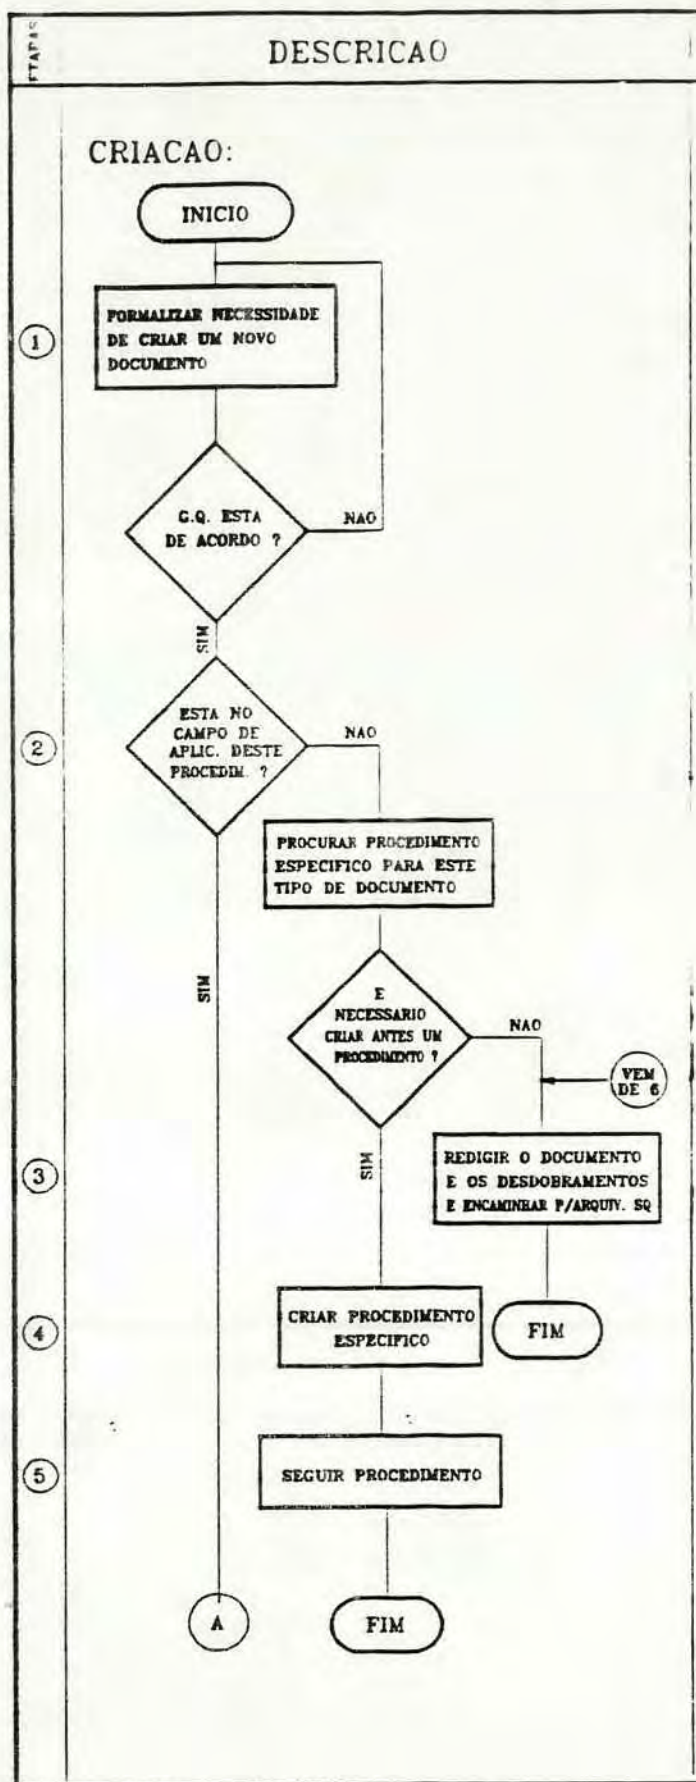 ETAPAS
DESCRICAO
CRIACAO:
INICIO
1
FORMALIZAR NECESSIDADE
DE CRIAR UM NOVO
DOCUMENTO
G.Q. ESTA
DE ACORDO ?
NAO
SIM
2
ESTA NO
CAMPO DE
APLIC. DESTE
PROCEDIM. ?
NAO
PROCURAR PROCEDIMENTO
ESPECIFICO PARA ESTE
TIPO DE DOCUMENTO
SIM
E
NECESSARIO
CRIAR ANTES UM
PROCEDIMENTO ?
NAO
VEM
DE 6
SIM
3
REDIGIR O DOCUMENTO
E OS DESDOBRAMENTOS
E ENCAMINHAR P/ARQUIV. SQ
4
CRIAR PROCEDIMENTO
ESPECIFICO
FIM
5
SEGUIR PROCEDIMENTO
A
FIM